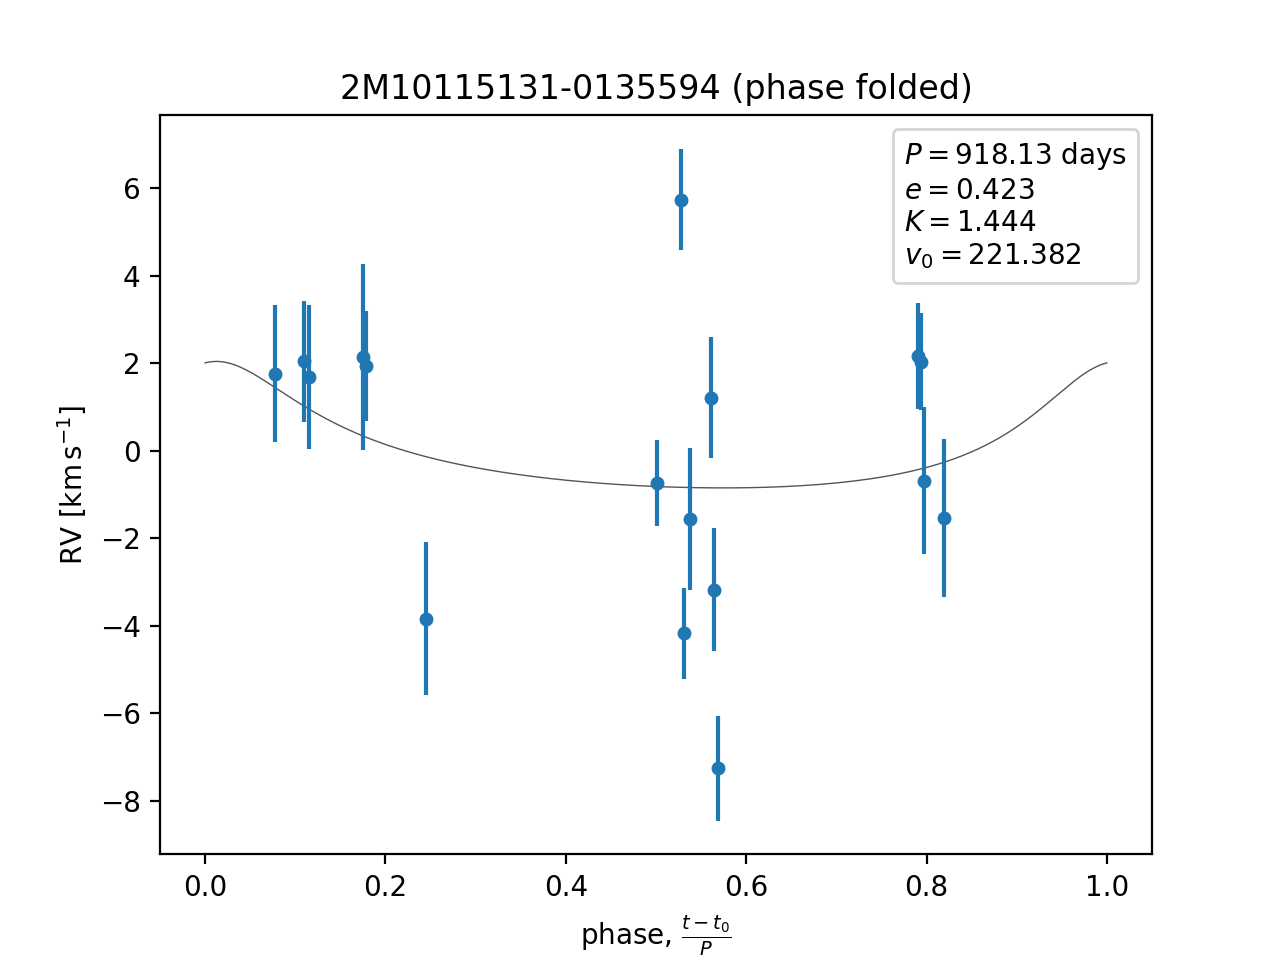 2M10115131-0135594 (phase folded)
P = 918.13 days
e = 0.423
K = 1.444
v₀ = 221.382
6
4
2
0
−2
−4
−6
−8
RV [km s⁻¹]
0.0 0.2 0.4 0.6 0.8 1.0
phase, (t − t₀)/P